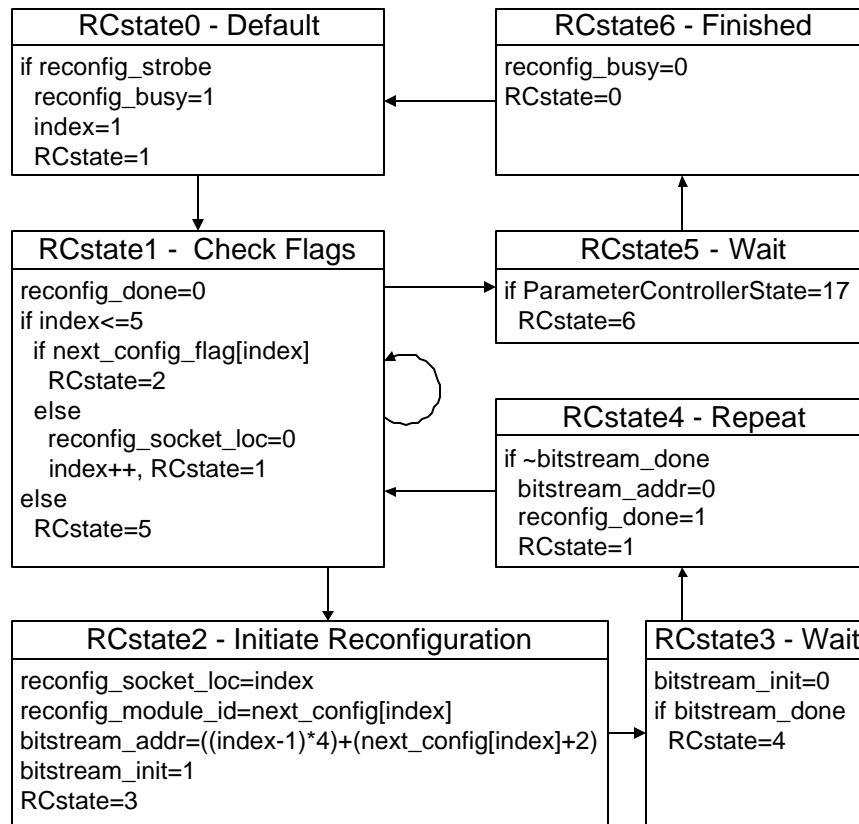 RCstate0 - Default
if reconfig_strobe
reconfig_busy=1
index=1
RCstate=1
RCstate6 - Finished
reconfig_busy=0
RCstate=0
RCstate1 - Check Flags
reconfig_done=0
if index<=5
if next_config_flag[index]
RCstate=2
else
reconfig_socket_loc=0
index++, RCstate=1
else
RCstate=5
RCstate5 - Wait
if ParameterControllerState=17
RCstate=6
RCstate4 - Repeat
if ~bitstream_done
bitstream_addr=0
reconfig_done=1
RCstate=1
RCstate2 - Initiate Reconfiguration
reconfig_socket_loc=index
reconfig_module_id=next_config[index]
bitstream_addr=((index-1)*4)+(next_config[index]+2)
bitstream_init=1
RCstate=3
RCstate3 - Wait
bitstream_init=0
if bitstream_done
RCstate=4